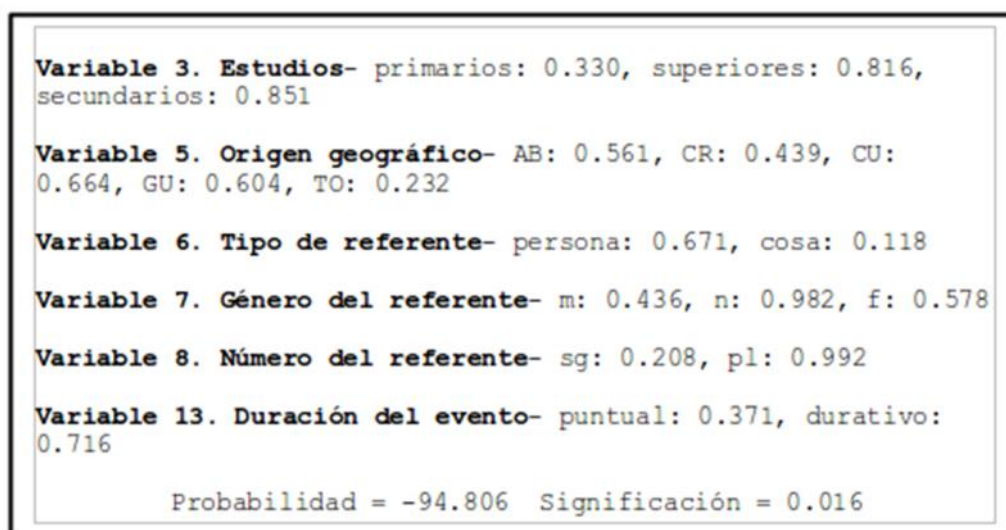 Variable 3. Estudios- primarios: 0.330, superiores: 0.816,
secundarios: 0.851
Variable 5. Origen geográfico- AB: 0.561, CR: 0.439, CU:
0.664, GU: 0.604, TO: 0.232
Variable 6. Tipo de referente- persona: 0.671, cosa: 0.118
Variable 7. Género del referente- m: 0.436, n: 0.982, f: 0.578
Variable 8. Número del referente- sg: 0.208, pl: 0.992
Variable 13. Duración del evento- puntual: 0.371, durativo:
0.716
Probabilidad = -94.806 Significación = 0.016